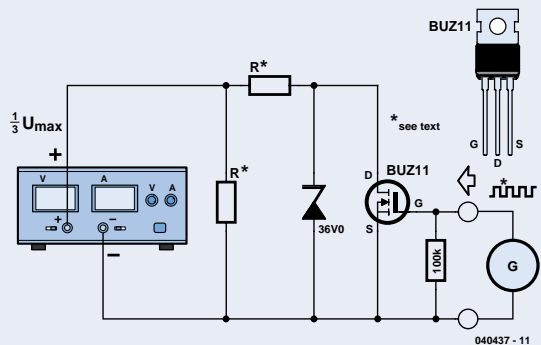 BUZ11
G D S
R*
1/3 Umax
+
*see text
V A V A
+ −
R*
36V0
D
BUZ11
G
S
*
100k
G
−
040437 - 11